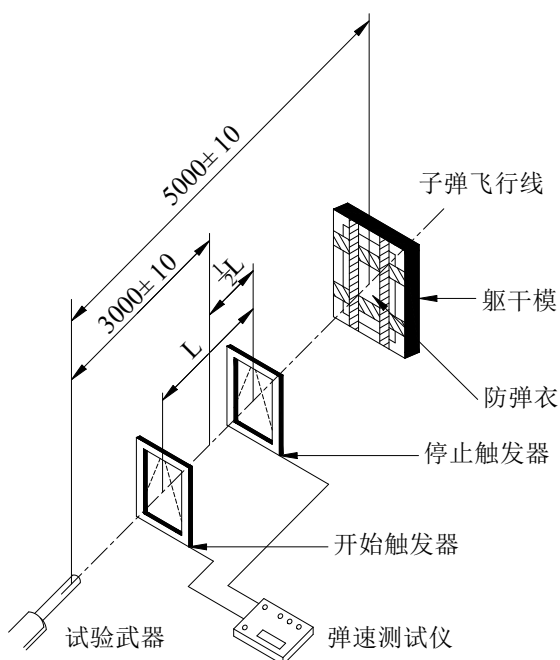 5000±10
3000±10
½L
L
子弹飞行线
躯干模
防弹衣
停止触发器
开始触发器
试验武器
弹速测试仪